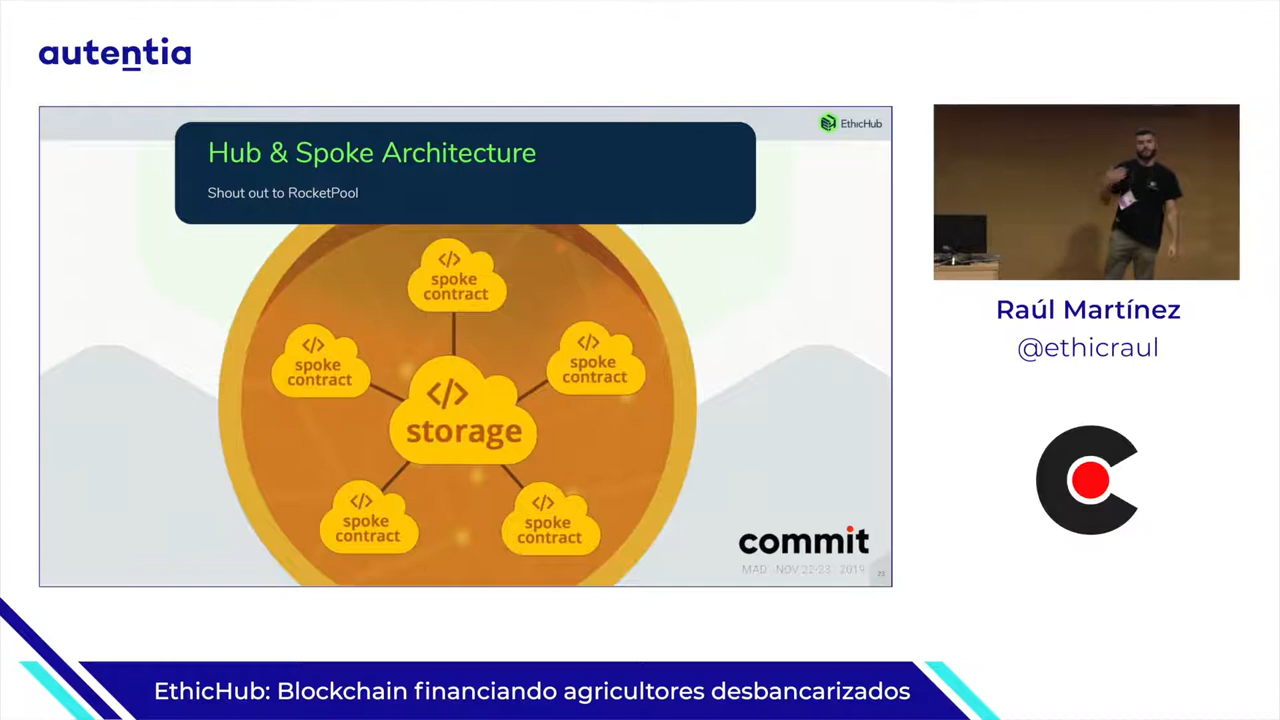 autentia
EthicHub
Hub & Spoke Architecture
Shout out to RocketPool
</> spoke contract
</> spoke contract
</> spoke contract
</> storage
</> spoke contract
</> spoke contract
commit
MAD NOV 22-23 2019
Raúl Martínez
@ethicraul
EthicHub: Blockchain financiando agricultores desbancarizados